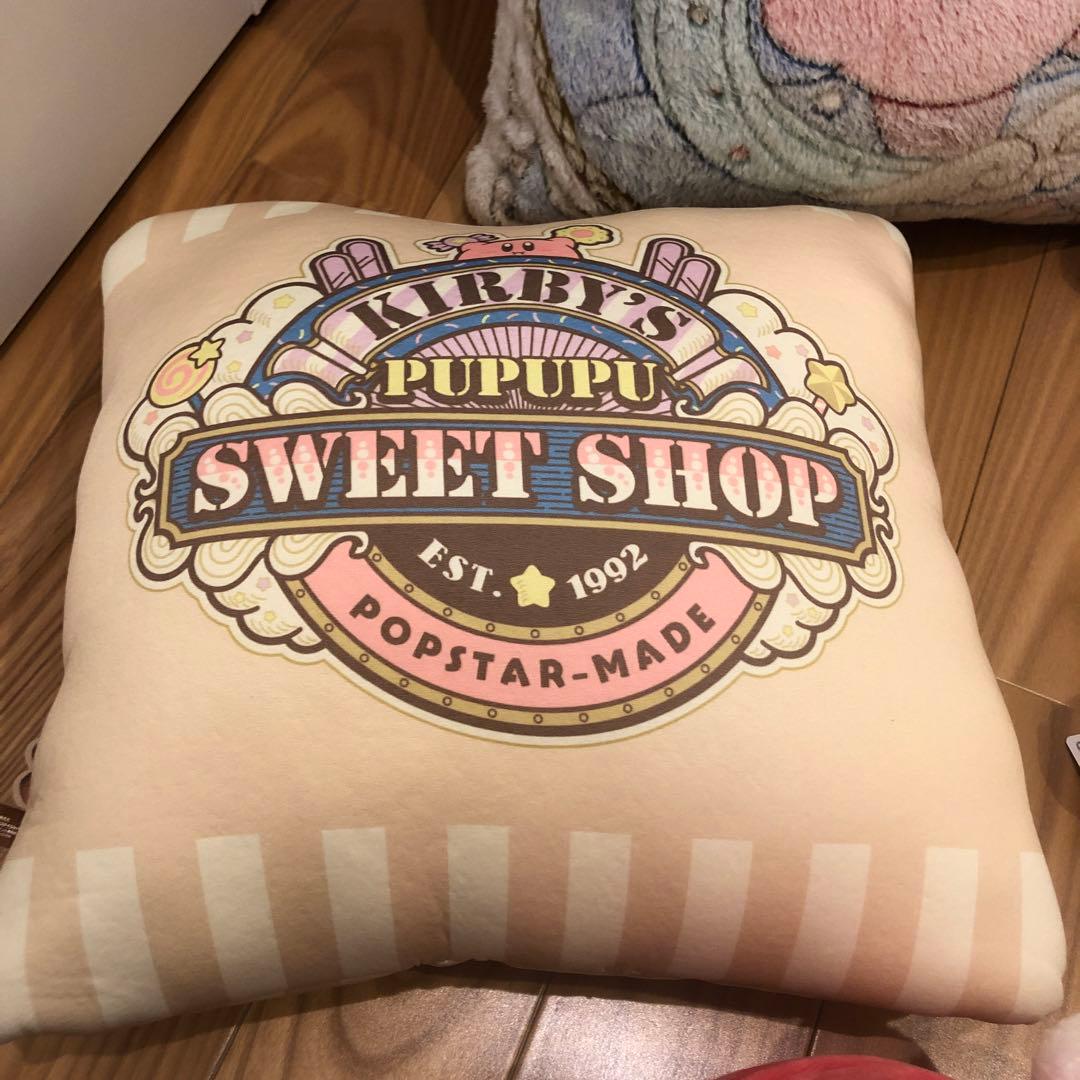 KIRBY'S
PUPUPU
SWEET SHOP
EST. 1992
POPSTAR-MADE